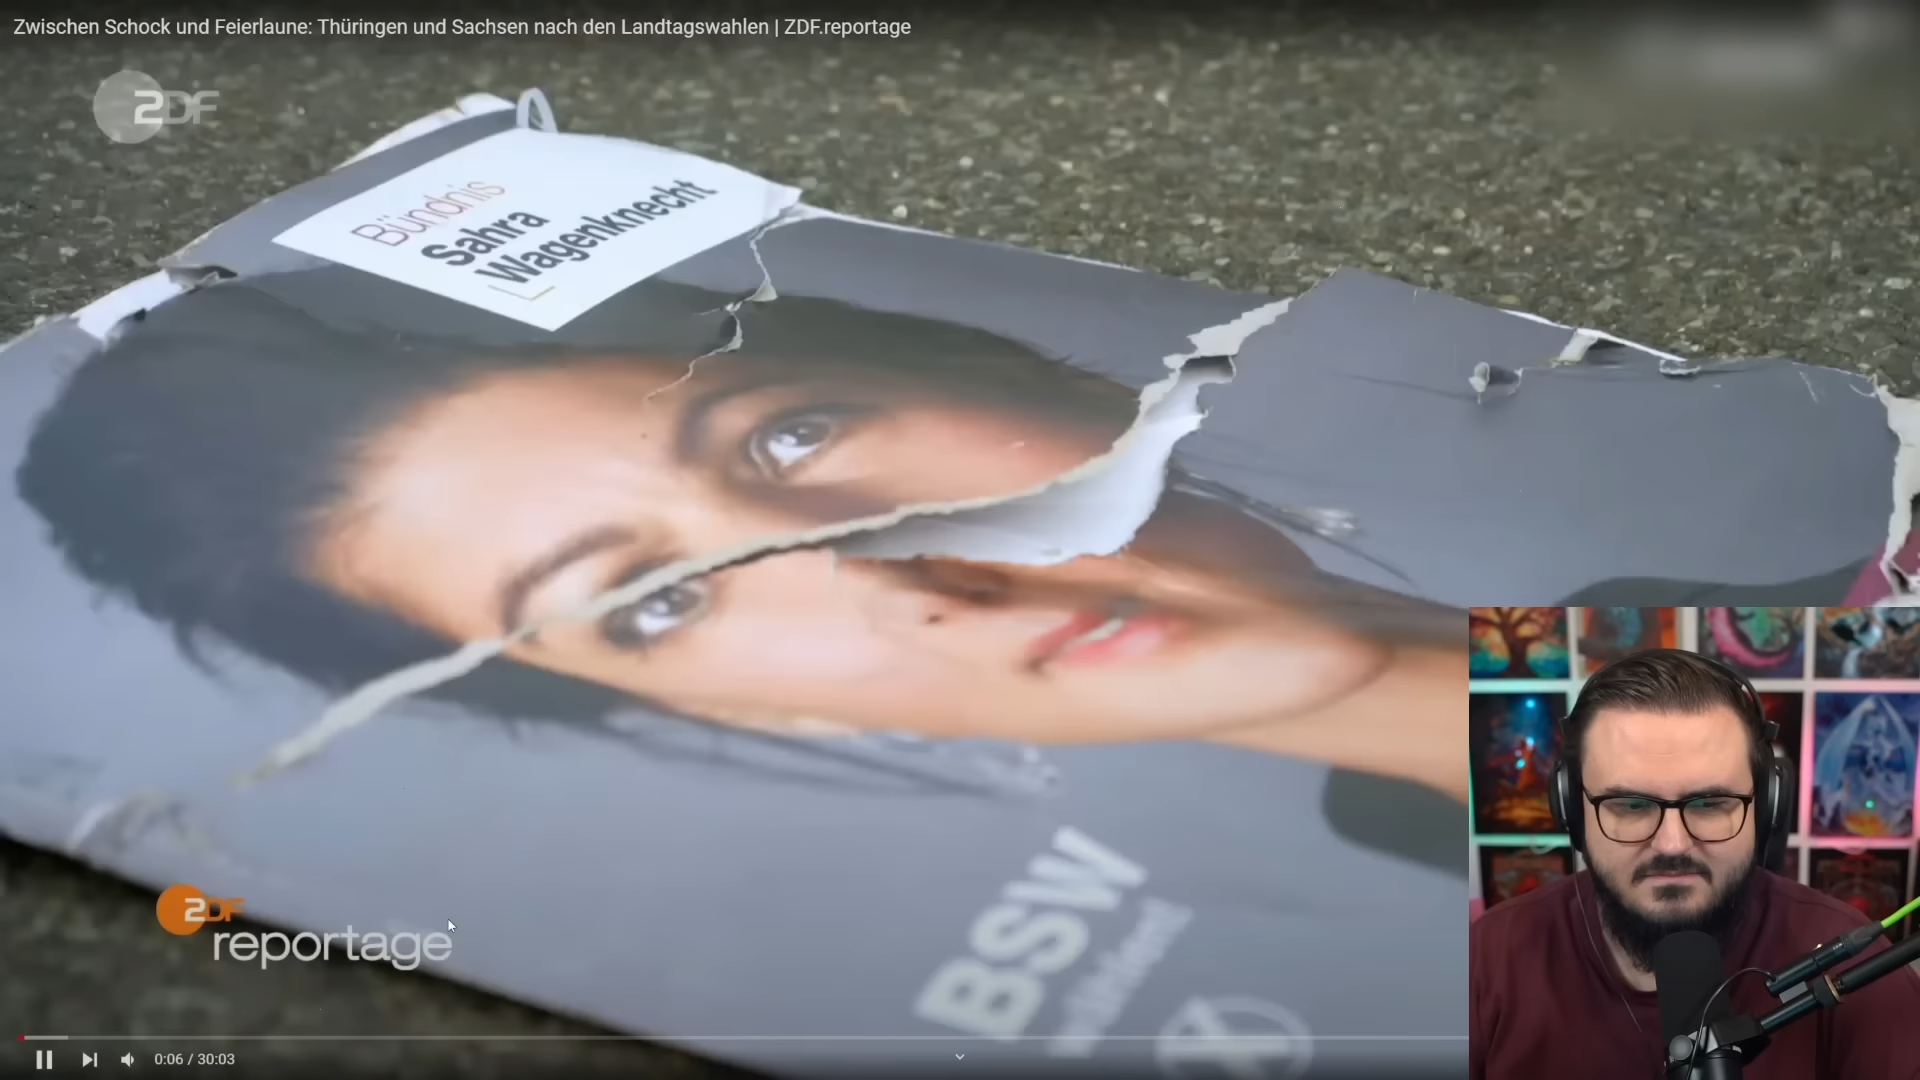 Zwischen Schock und Feierlaune: Thüringen und Sachsen nach den Landtagswahlen | ZDF.reportage
ZDF
Bündnis
Sahra
Wagenknecht
BSW
ZDF
reportage
0:06 / 30:03